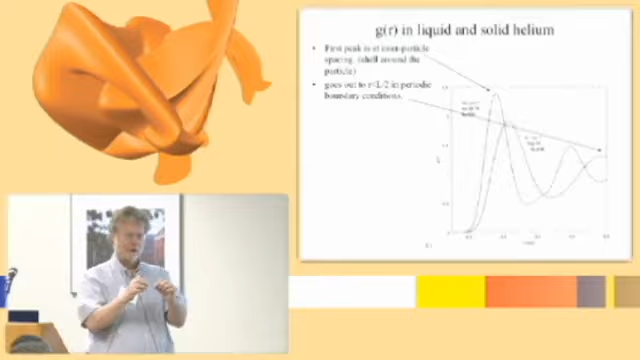 g(r) in liquid and solid helium
• First peak is at inter-particle
spacing. (shell around the
particle)
• goes out to r<L/2 in periodic
boundary conditions.